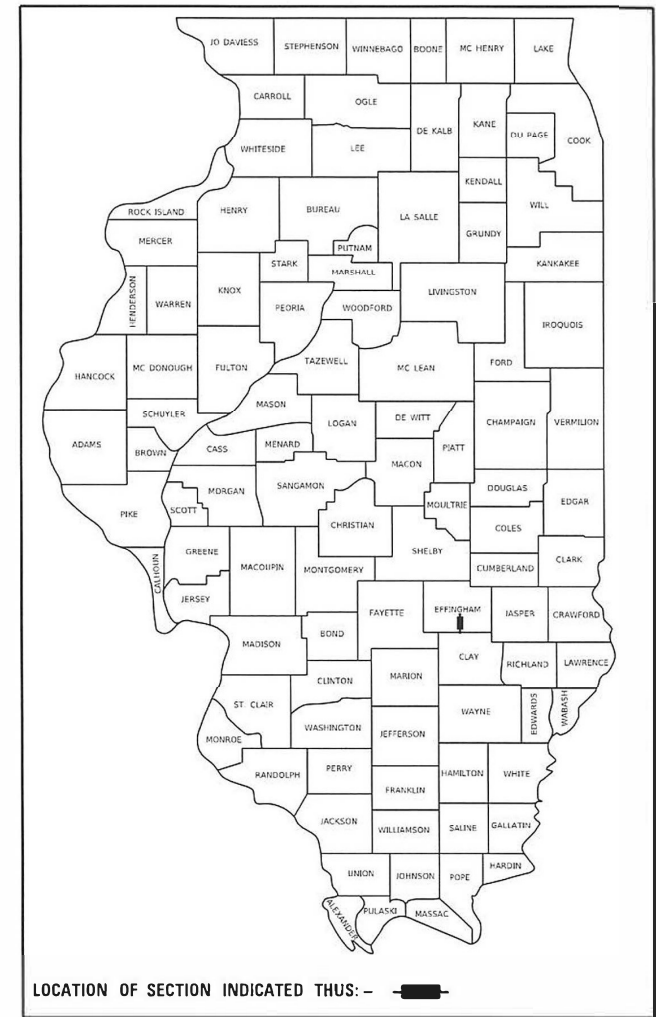 JO DAVIESS
STEPHENSON
WINNEBAGO
BOONE
MC HENRY
LAKE
CARROLL
OGLE
DE KALB
KANE
DU PAGE
COOK
WHITESIDE
LEE
KENDALL
ROCK ISLAND
HENRY
BUREAU
LA SALLE
WILL
GRUNDY
MERCER
PUTNAM
STARK
MARSHALL
KANKAKEE
HENDERSON
WARREN
KNOX
PEORIA
WOODFORD
LIVINGSTON
IROQUOIS
HANCOCK
MC DONOUGH
FULTON
TAZEWELL
MC LEAN
FORD
SCHUYLER
MASON
LOGAN
DE WITT
PIATT
CHAMPAIGN
VERMILION
ADAMS
BROWN
CASS
MENARD
MACON
PIKE
SCOTT
MORGAN
SANGAMON
CHRISTIAN
MOULTRIE
DOUGLAS
EDGAR
COLES
CALHOUN
GREENE
MACOUPIN
MONTGOMERY
SHELBY
CUMBERLAND
CLARK
JERSEY
FAYETTE
EFFINGHAM
JASPER
CRAWFORD
MADISON
BOND
CLAY
RICHLAND
LAWRENCE
CLINTON
MARION
ST. CLAIR
WAYNE
EDWARDS
WABASH
MONROE
WASHINGTON
JEFFERSON
RANDOLPH
PERRY
FRANKLIN
HAMILTON
WHITE
JACKSON
WILLIAMSON
SALINE
GALLATIN
UNION
JOHNSON
POPE
HARDIN
ALEXANDER
PULASKI
MASSAC
LOCATION OF SECTION INDICATED THUS: –